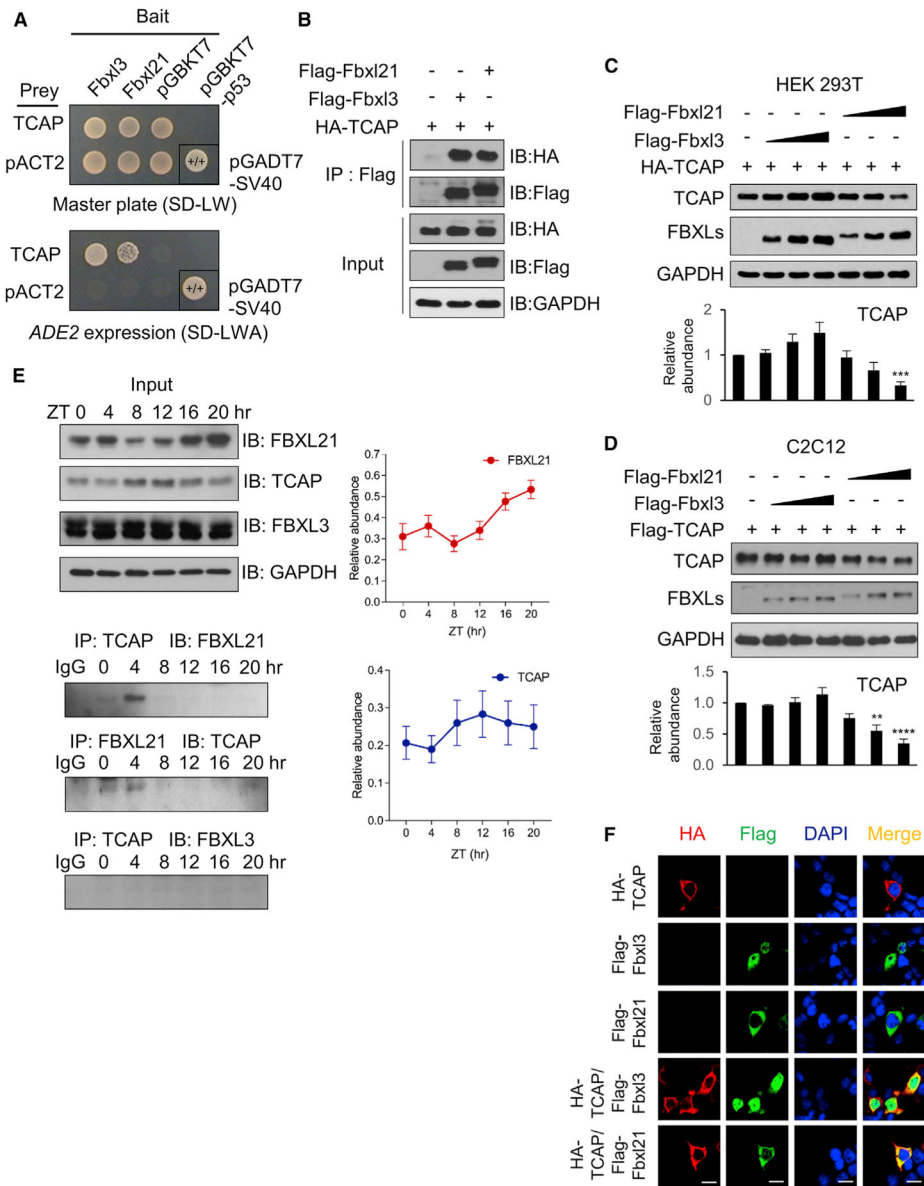 A
Bait
Fbxl3
Fbxl21
pGBKT7
pGBKT7
-p53
Prey
TCAP
pACT2
+/+
pGADT7
-SV40
Master plate (SD-LW)
TCAP
pACT2
+/+
pGADT7
-SV40
ADE2 expression (SD-LWA)
B
Flag-Fbxl21 - - +
Flag-Fbxl3 - + -
HA-TCAP + + +
IP : Flag
IB:HA
IB:Flag
Input
IB:HA
IB:Flag
IB:GAPDH
C
HEK 293T
Flag-Fbxl21 - - - -
Flag-Fbxl3 - - - -
HA-TCAP + + + + + + +
TCAP
FBXLs
GAPDH
TCAP
Relative
abundance
2
1
0
***
D
C2C12
Flag-Fbxl21 - - - -
Flag-Fbxl3 - - - -
Flag-TCAP + + + + + + +
TCAP
FBXLs
GAPDH
TCAP
Relative
abundance
1.5
1.0
0.5
0.0
**
****
E
Input
ZT 0 4 8 12 16 20 hr
IB: FBXL21
IB: TCAP
IB: FBXL3
IB: GAPDH
IP: TCAP IB: FBXL21
IgG 0 4 8 12 16 20 hr
IP: FBXL21 IB: TCAP
IgG 0 4 8 12 16 20 hr
IP: TCAP IB: FBXL3
IgG 0 4 8 12 16 20 hr
FBXL21
Relative abundance
0.7
0.6
0.5
0.4
0.3
0.2
0.1
0.0
0 4 8 12 16 20
ZT (hr)
TCAP
Relative abundance
0.4
0.3
0.2
0.1
0.0
0 4 8 12 16 20
ZT (hr)
F
HA Flag DAPI Merge
HA-
TCAP
Flag-
Fbxl3
Flag-
Fbxl21
HA-
TCAP/
Flag-
Fbxl3
HA-
TCAP/
Flag-
Fbxl21